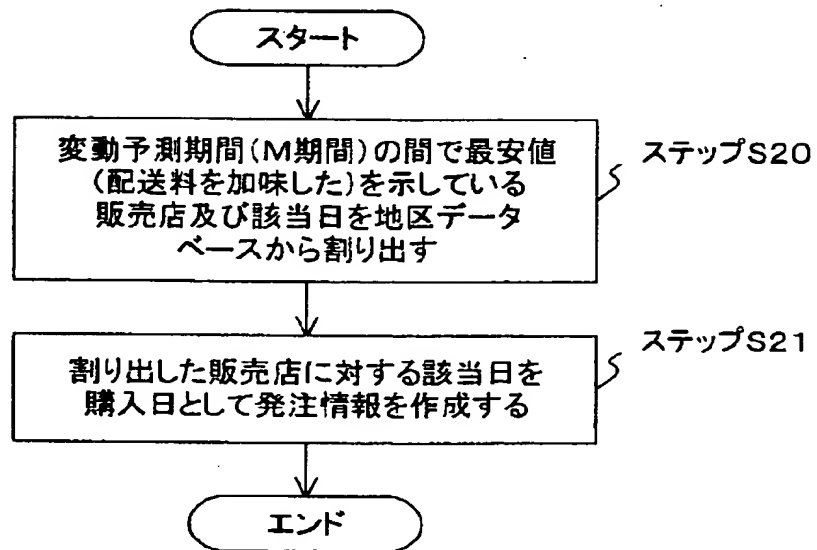 スタート
変動予測期間(M期間)の間で最安値
(配送料を加味した)を示している
販売店及び該当日を地区データ
ベースから割り出す
ステップS20
割り出した販売店に対する該当日を
購入日として発注情報を作成する
ステップS21
エンド